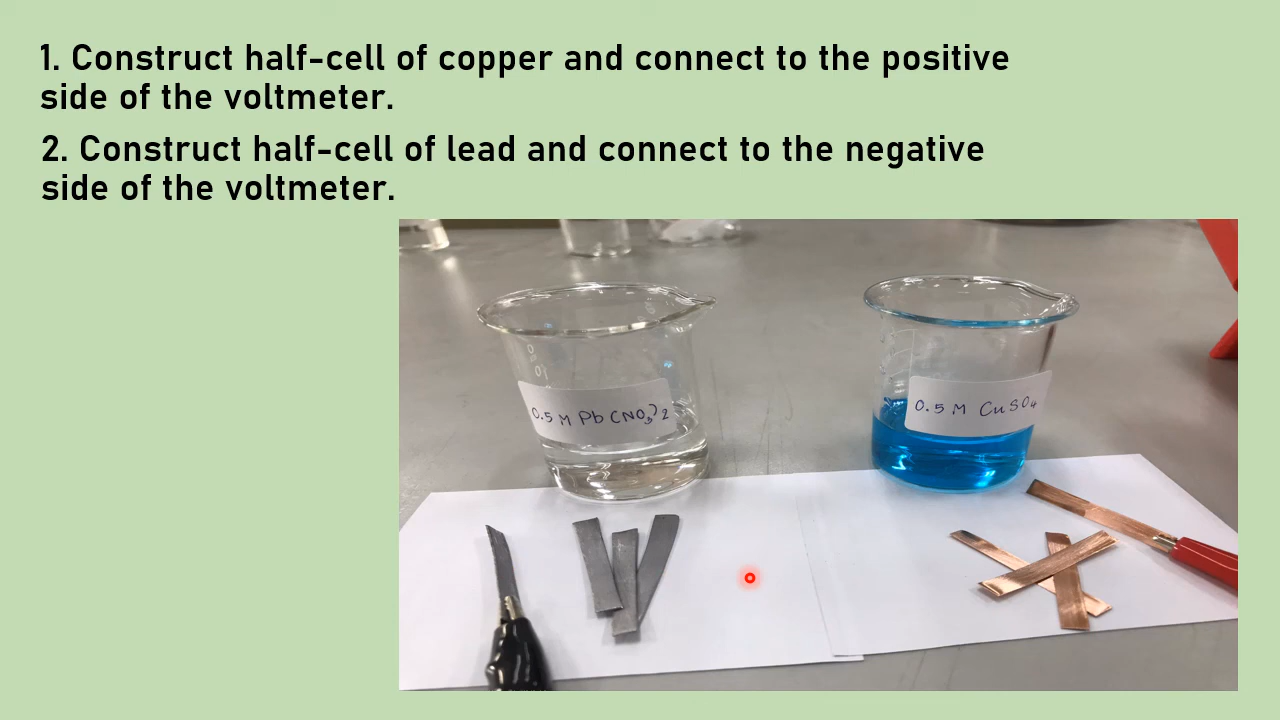 1. Construct half-cell of copper and connect to the positive
side of the voltmeter.
2. Construct half-cell of lead and connect to the negative
side of the voltmeter.
0.5 M Pb(NO₃)₂
0.5 M CuSO₄